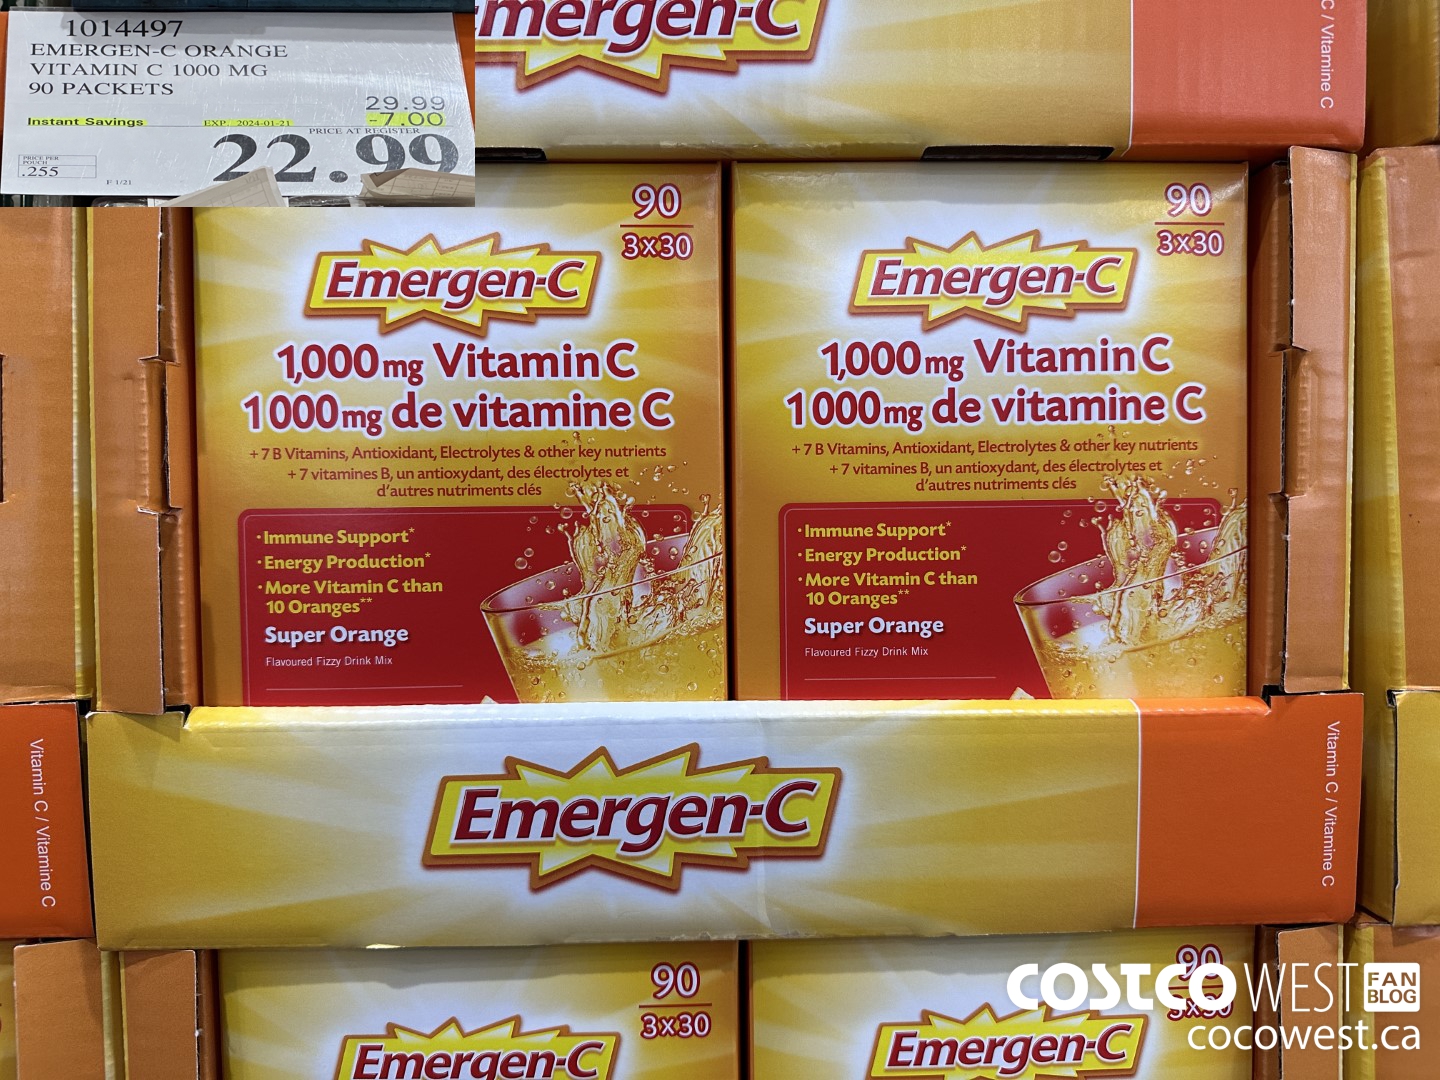 1014497
EMERGEN-C ORANGE
VITAMIN C 1000 MG
90 PACKETS
29.99
Instant Savings EXP. 2024-01-21 -7.00
PRICE AT REGISTER
22.99
PRICE PER
POUCH
.255
F 1/21
mergen-C
C / Vitamine C
90
3x30
Emergen-C
1,000mg Vitamin C
1000mg de vitamine C
+ 7 B Vitamins, Antioxidant, Electrolytes & other key nutrients
+ 7 vitamines B, un antioxydant, des électrolytes et
d'autres nutriments clés
· Immune Support*
· Energy Production*
· More Vitamin C than
10 Oranges**
Super Orange
Flavoured Fizzy Drink Mix
90
3x30
Emergen-C
1,000mg Vitamin C
1000mg de vitamine C
+ 7 B Vitamins, Antioxidant, Electrolytes & other key nutrients
+ 7 vitamines B, un antioxydant, des électrolytes et
d'autres nutriments clés
· Immune Support*
· Energy Production*
· More Vitamin C than
10 Oranges**
Super Orange
Flavoured Fizzy Drink Mix
Vitamin C / Vitamine C
Emergen-C
Vitamin C / Vitamine C
90
3x30
Emergen-C
90
3x30
Emergen-C
COSTCO WEST FAN
BLOG
cocowest.ca